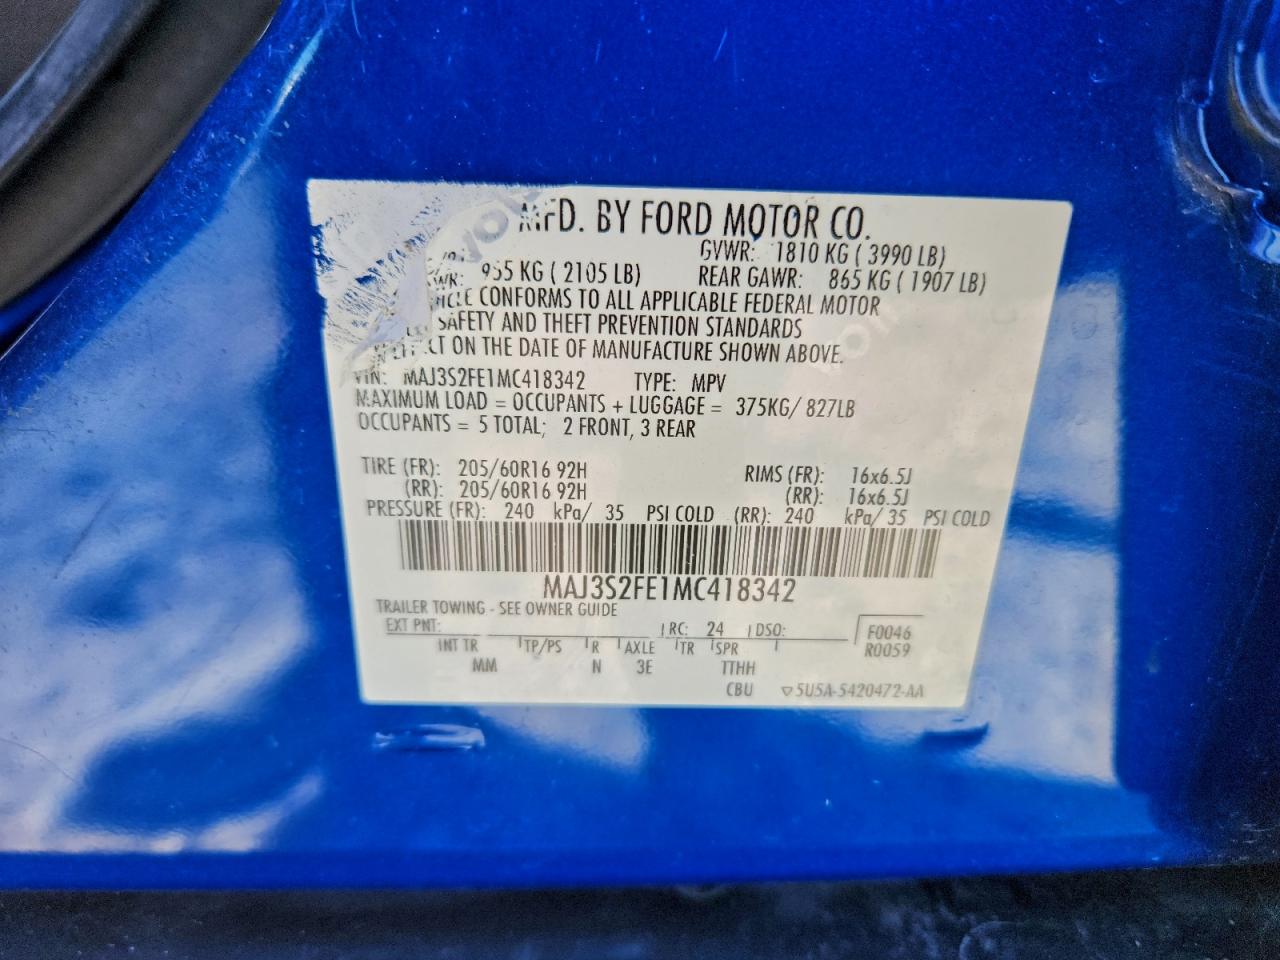 MFD. BY FORD MOTOR CO.
GVWR: 1810 KG ( 3990 LB)
955 KG ( 2105 LB) REAR GAWR: 865 KG ( 1907 LB)
CONFORMS TO ALL APPLICABLE FEDERAL MOTOR
SAFETY AND THEFT PREVENTION STANDARDS
ON THE DATE OF MANUFACTURE SHOWN ABOVE.
VIN: MAJ3S2FE1MC418342 TYPE: MPV
MAXIMUM LOAD = OCCUPANTS + LUGGAGE = 375KG/ 827LB
OCCUPANTS = 5 TOTAL; 2 FRONT, 3 REAR
TIRE (FR): 205/60R16 92H RIMS (FR): 16x6.5J
(RR): 205/60R16 92H (RR): 16x6.5J
PRESSURE (FR): 240 kPa/ 35 PSI COLD (RR): 240 kPa/ 35 PSI COLD
MAJ3S2FE1MC418342
TRAILER TOWING - SEE OWNER GUIDE
EXT PNT: RC: 24 DSO: F0046
R0059
INT TR TP/PS R AXLE TR SPR
MM N 3E TTHH
CBU ▽5U5A-5420472-AA